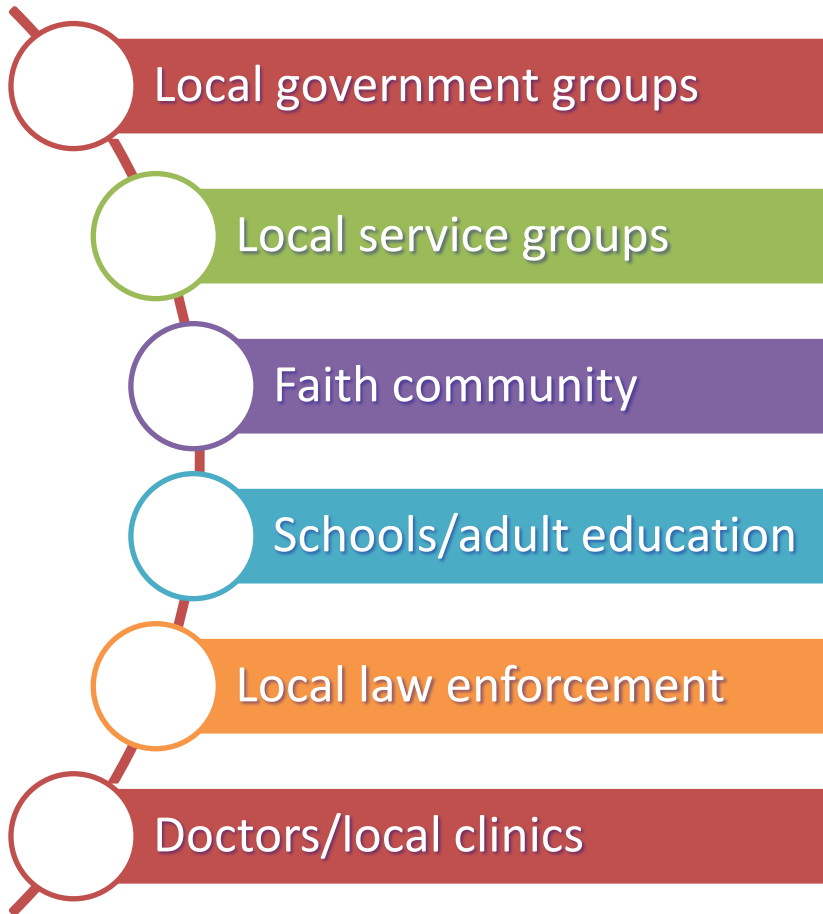 Local government groups
Local service groups
Faith community
Schools/adult education
Local law enforcement
Doctors/local clinics